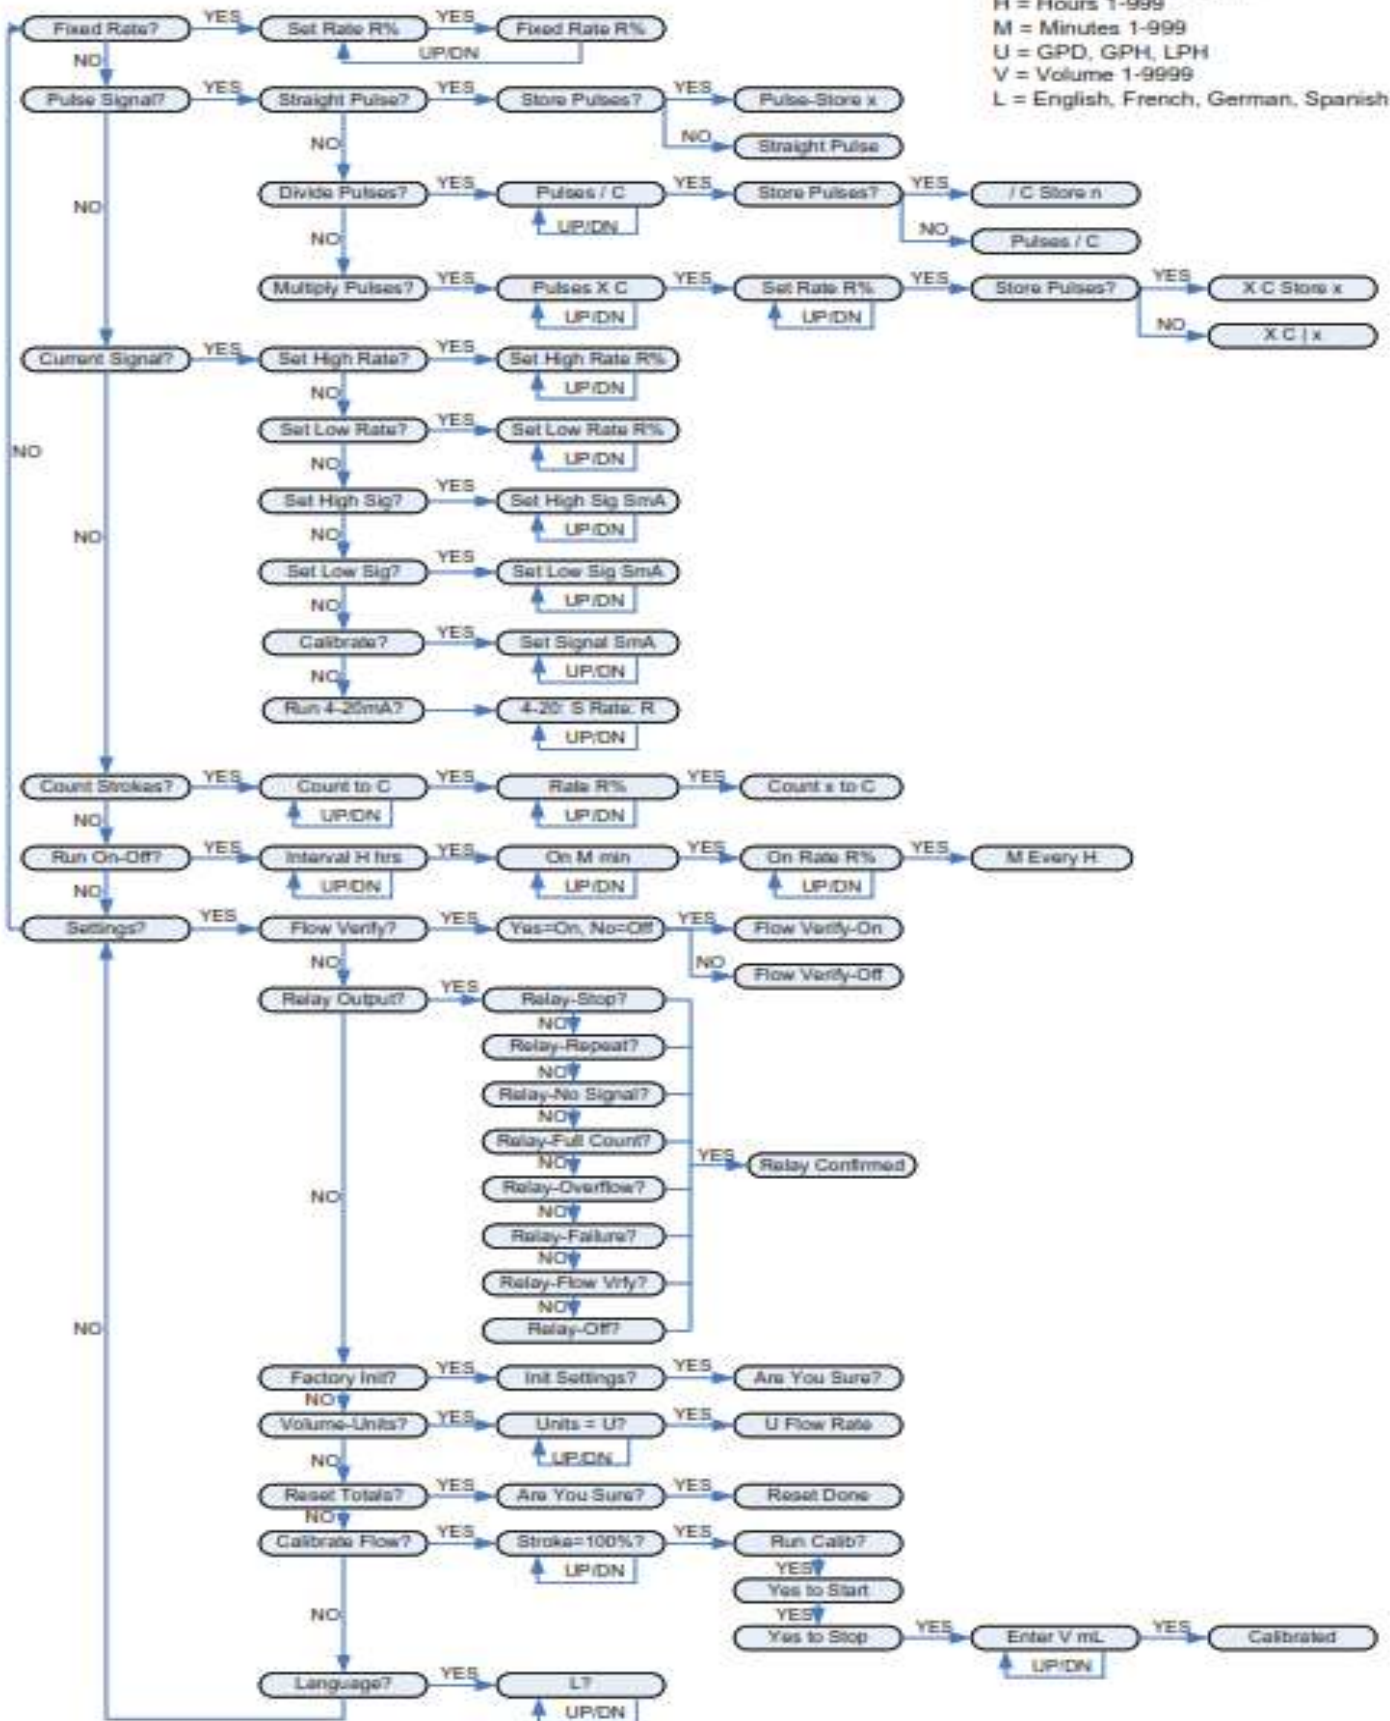 H = Hours 1-999
M = Minutes 1-999
U = GPD, GPH, LPH
V = Volume 1-9999
L = English, French, German, Spanish
Fixed Rate? YES Set Rate R% YES Fixed Rate R%
UP/DN
NO
Pulse Signal? YES Straight Pulse? YES Store Pulses? YES Pulse-Store x
NO NO Straight Pulse
Divide Pulses? YES Pulses / C YES Store Pulses? YES / C Store n
NO UP/DN
NO NO Pulses / C
Multiply Pulses? YES Pulses X C YES Set Rate R% YES Store Pulses? YES X C Store x
UP/DN UP/DN NO X C | x
Current Signal? YES Set High Rate? YES Set High Rate R%
NO UP/DN
Set Low Rate? YES Set Low Rate R%
NO NO UP/DN
Set High Sig? YES Set High Sig SmA
NO NO UP/DN
Set Low Sig? YES Set Low Sig SmA
NO UP/DN
Calibrate? YES Set Signal SmA
NO UP/DN
Run 4-20mA? 4-20: S Rate: R
UP/DN
Count Strokes? YES Count to C YES Rate R% YES Count x to C
NO UP/DN UP/DN
Run On-Off? YES Interval H hrs YES On M min YES On Rate R% YES M Every H
NO UP/DN UP/DN UP/DN
Settings? YES Flow Verify? YES Yes=On, No=Off YES Flow Verify-On
NO NO Flow Verify-Off
Relay Output? YES Relay-Stop?
NO
Relay-Repeat?
NO
Relay-No Signal?
NO
Relay-Full Count?
NO YES Relay Confirmed
Relay-Overflow?
NO NO
Relay-Failure?
NO
Relay-Flow Vrfy?
NO
NO Relay-Off?
Factory Init? YES Init Settings? YES Are You Sure?
NO
Volume-Units? YES Units = U? YES U Flow Rate
NO UP/DN
Reset Totals? YES Are You Sure? YES Reset Done
NO
Calibrate Flow? YES Stroke=100%? YES Run Calib?
UP/DN YES
Yes to Start
NO YES
Yes to Stop YES Enter V mL YES Calibrated
UP/DN
Language? YES L?
UP/DN